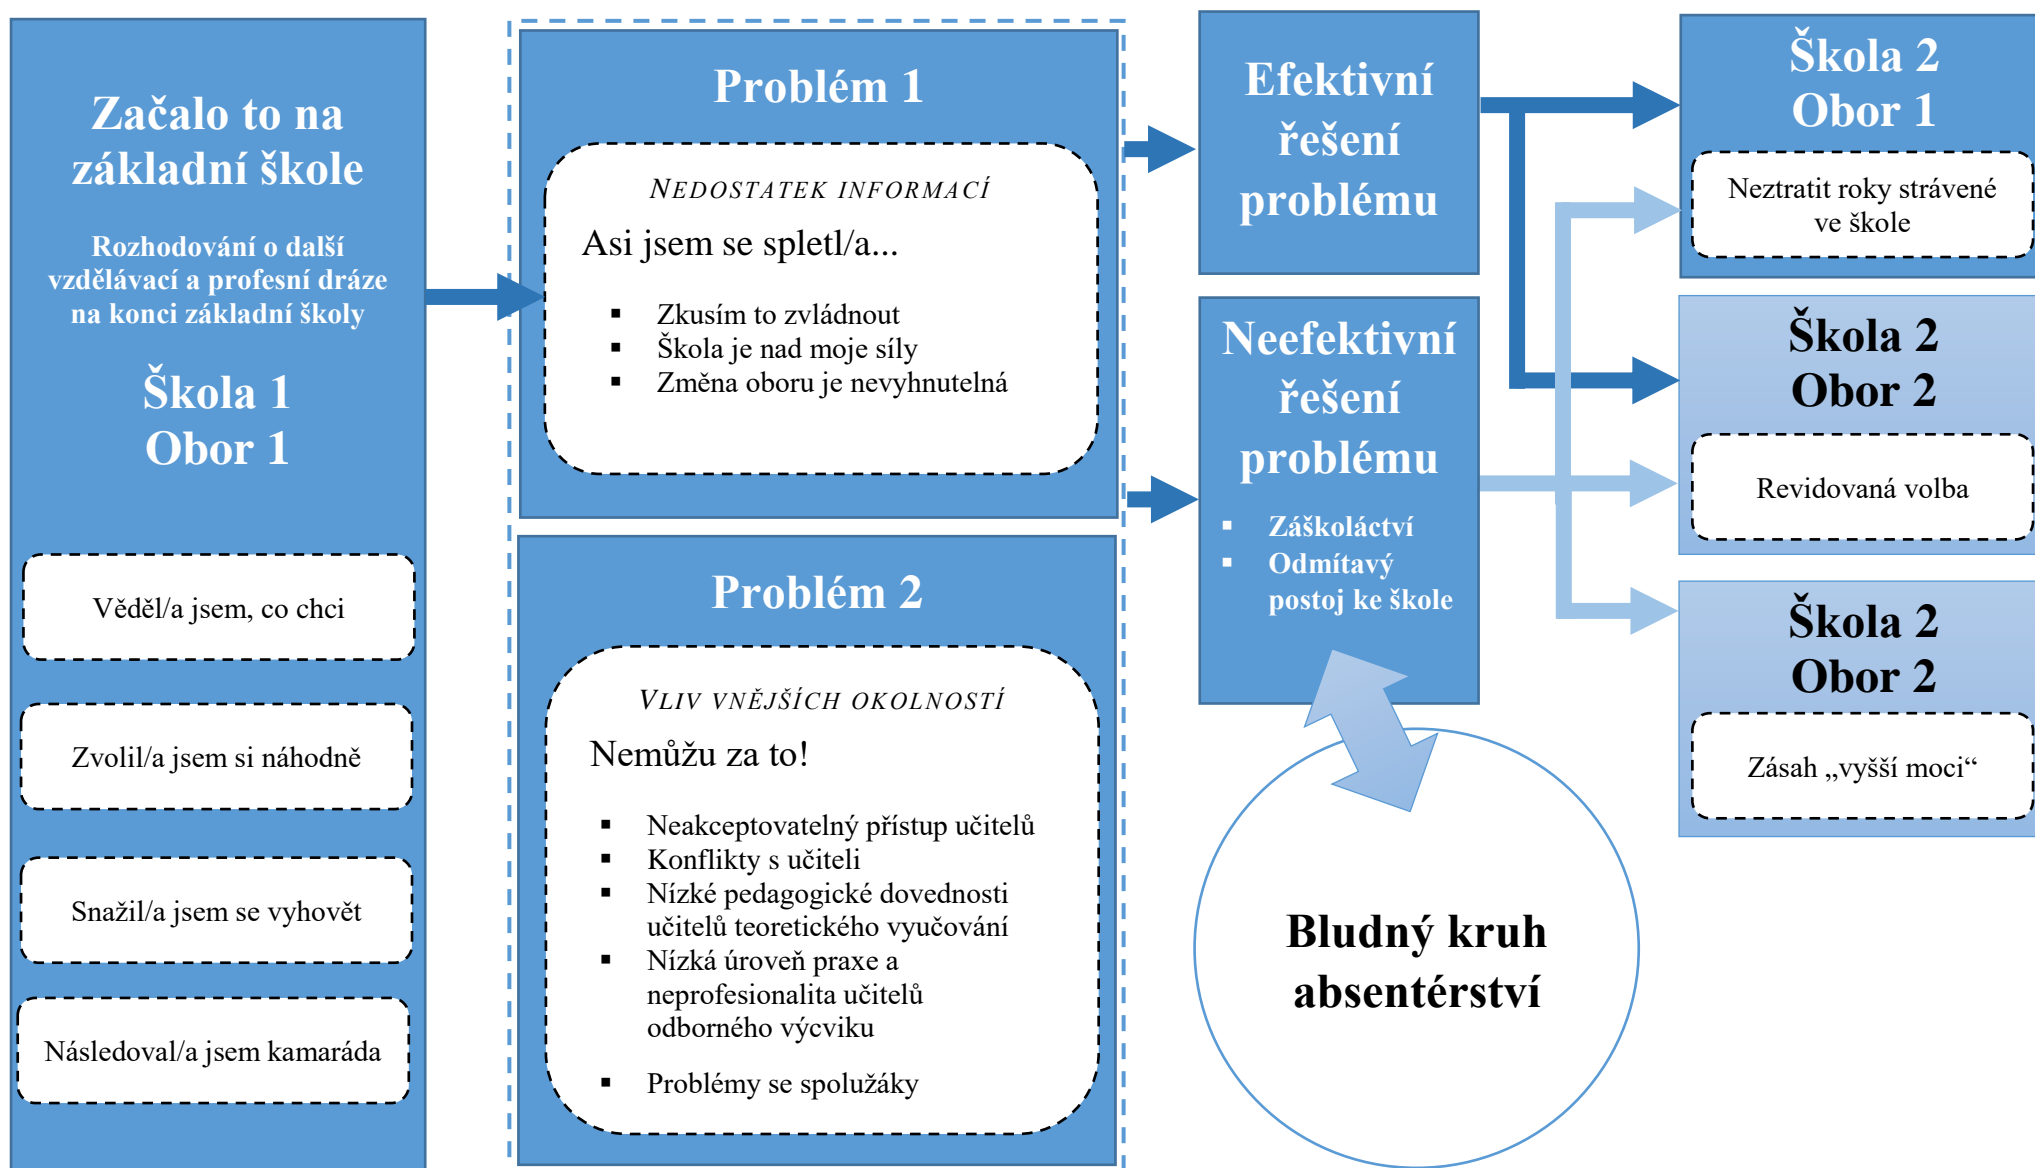 Začalo to na
základní škole
Rozhodování o další
vzdělávací a profesní dráze
na konci základní školy
Škola 1
Obor 1
Věděl/a jsem, co chci
Zvolil/a jsem si náhodně
Snažil/a jsem se vyhovět
Následoval/a jsem kamaráda
Problém 1
NEDOSTATEK INFORMACÍ
Asi jsem se spletl/a...
▪ Zkusím to zvládnout
▪ Škola je nad moje síly
▪ Změna oboru je nevyhnutelná
Problém 2
VLIV VNĚJŠÍCH OKOLNOSTÍ
Nemůžu za to!
▪ Neakceptovatelný přístup učitelů
▪ Konflikty s učiteli
▪ Nízké pedagogické dovednosti
učitelů teoretického vyučování
▪ Nízká úroveň praxe a
neprofesionalita učitelů
odborného výcviku
▪ Problémy se spolužáky
Efektivní
řešení
problému
Neefektivní
řešení
problému
▪ Záškoláctví
▪ Odmítavý
postoj ke škole
Bludný kruh
absentérství
Škola 2
Obor 1
Neztratit roky strávené
ve škole
Škola 2
Obor 2
Revidovaná volba
Škola 2
Obor 2
Zásah „vyšší moci“